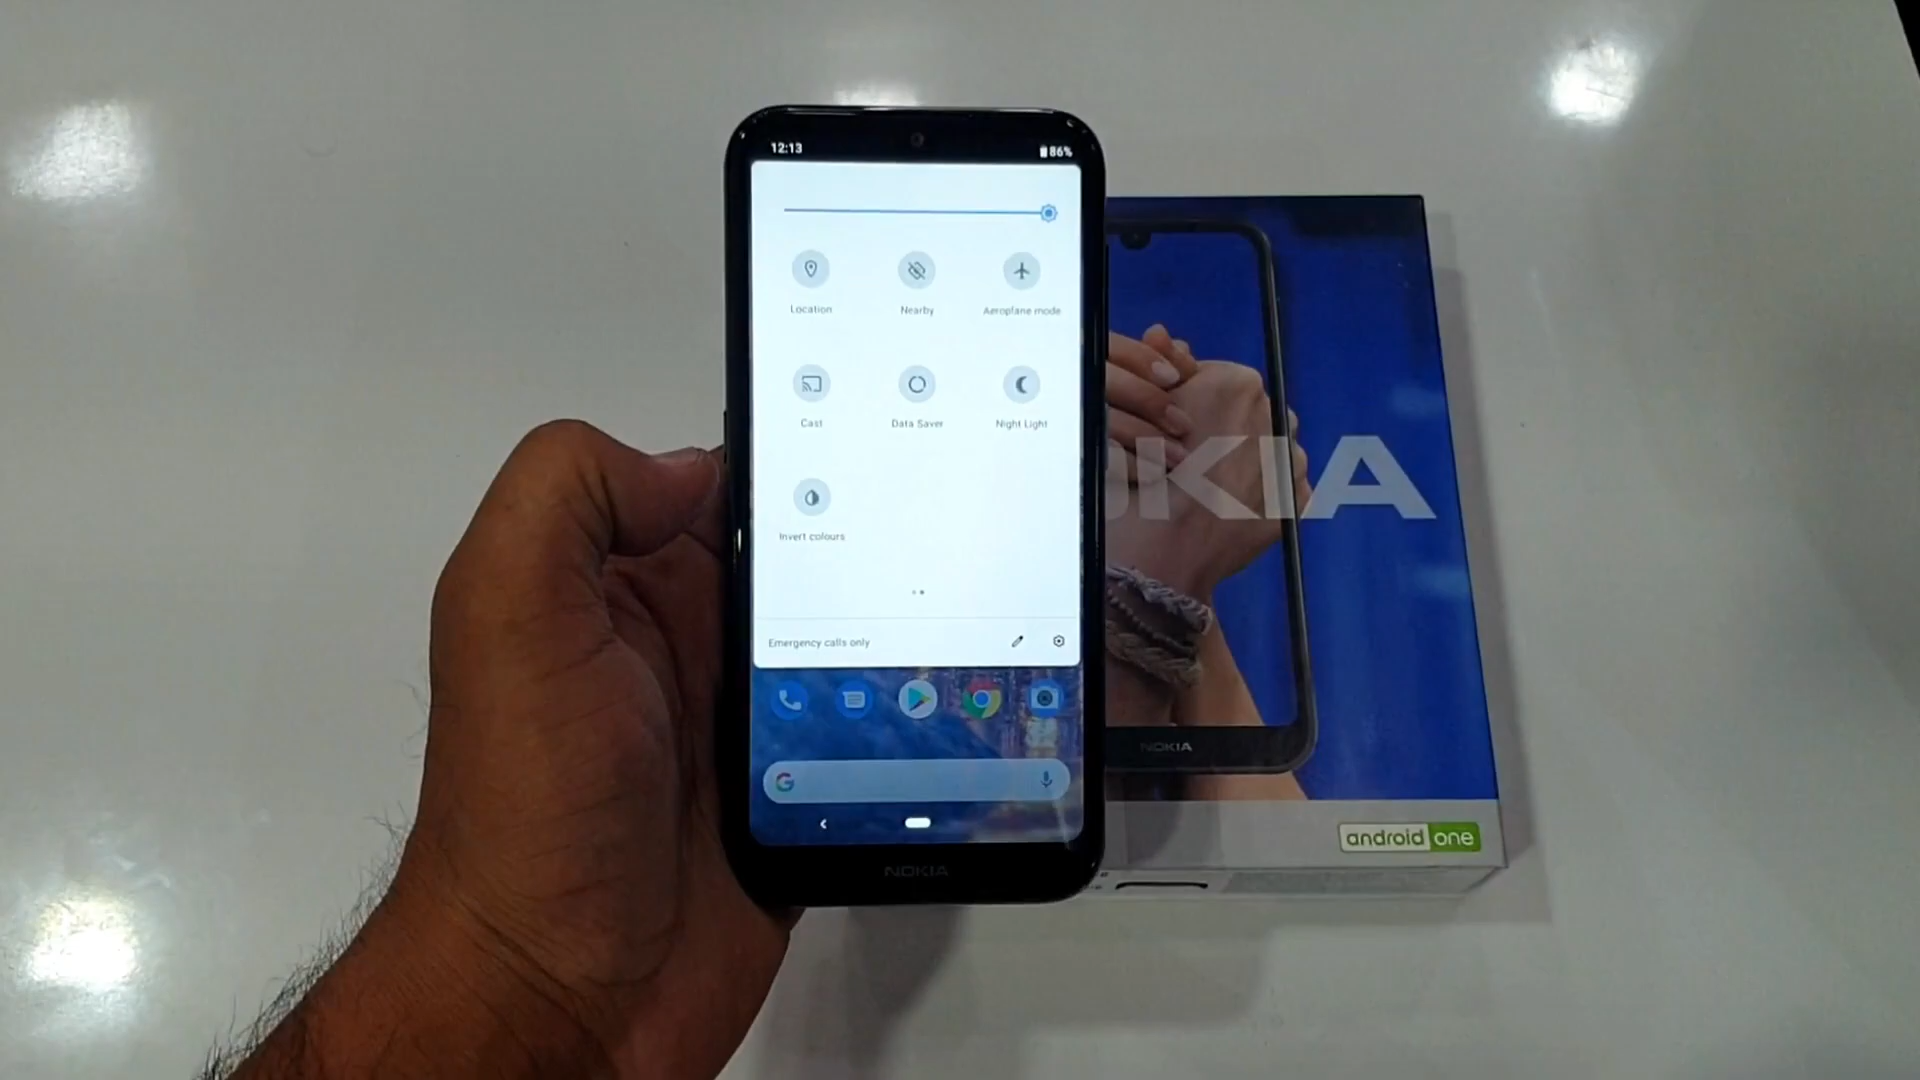 12:13
86%
Location
Nearby
Aeroplane mode
Cast
Data Saver
Night Light
Invert colours
Emergency calls only
NOKIA
KIA
NOKIA
android one